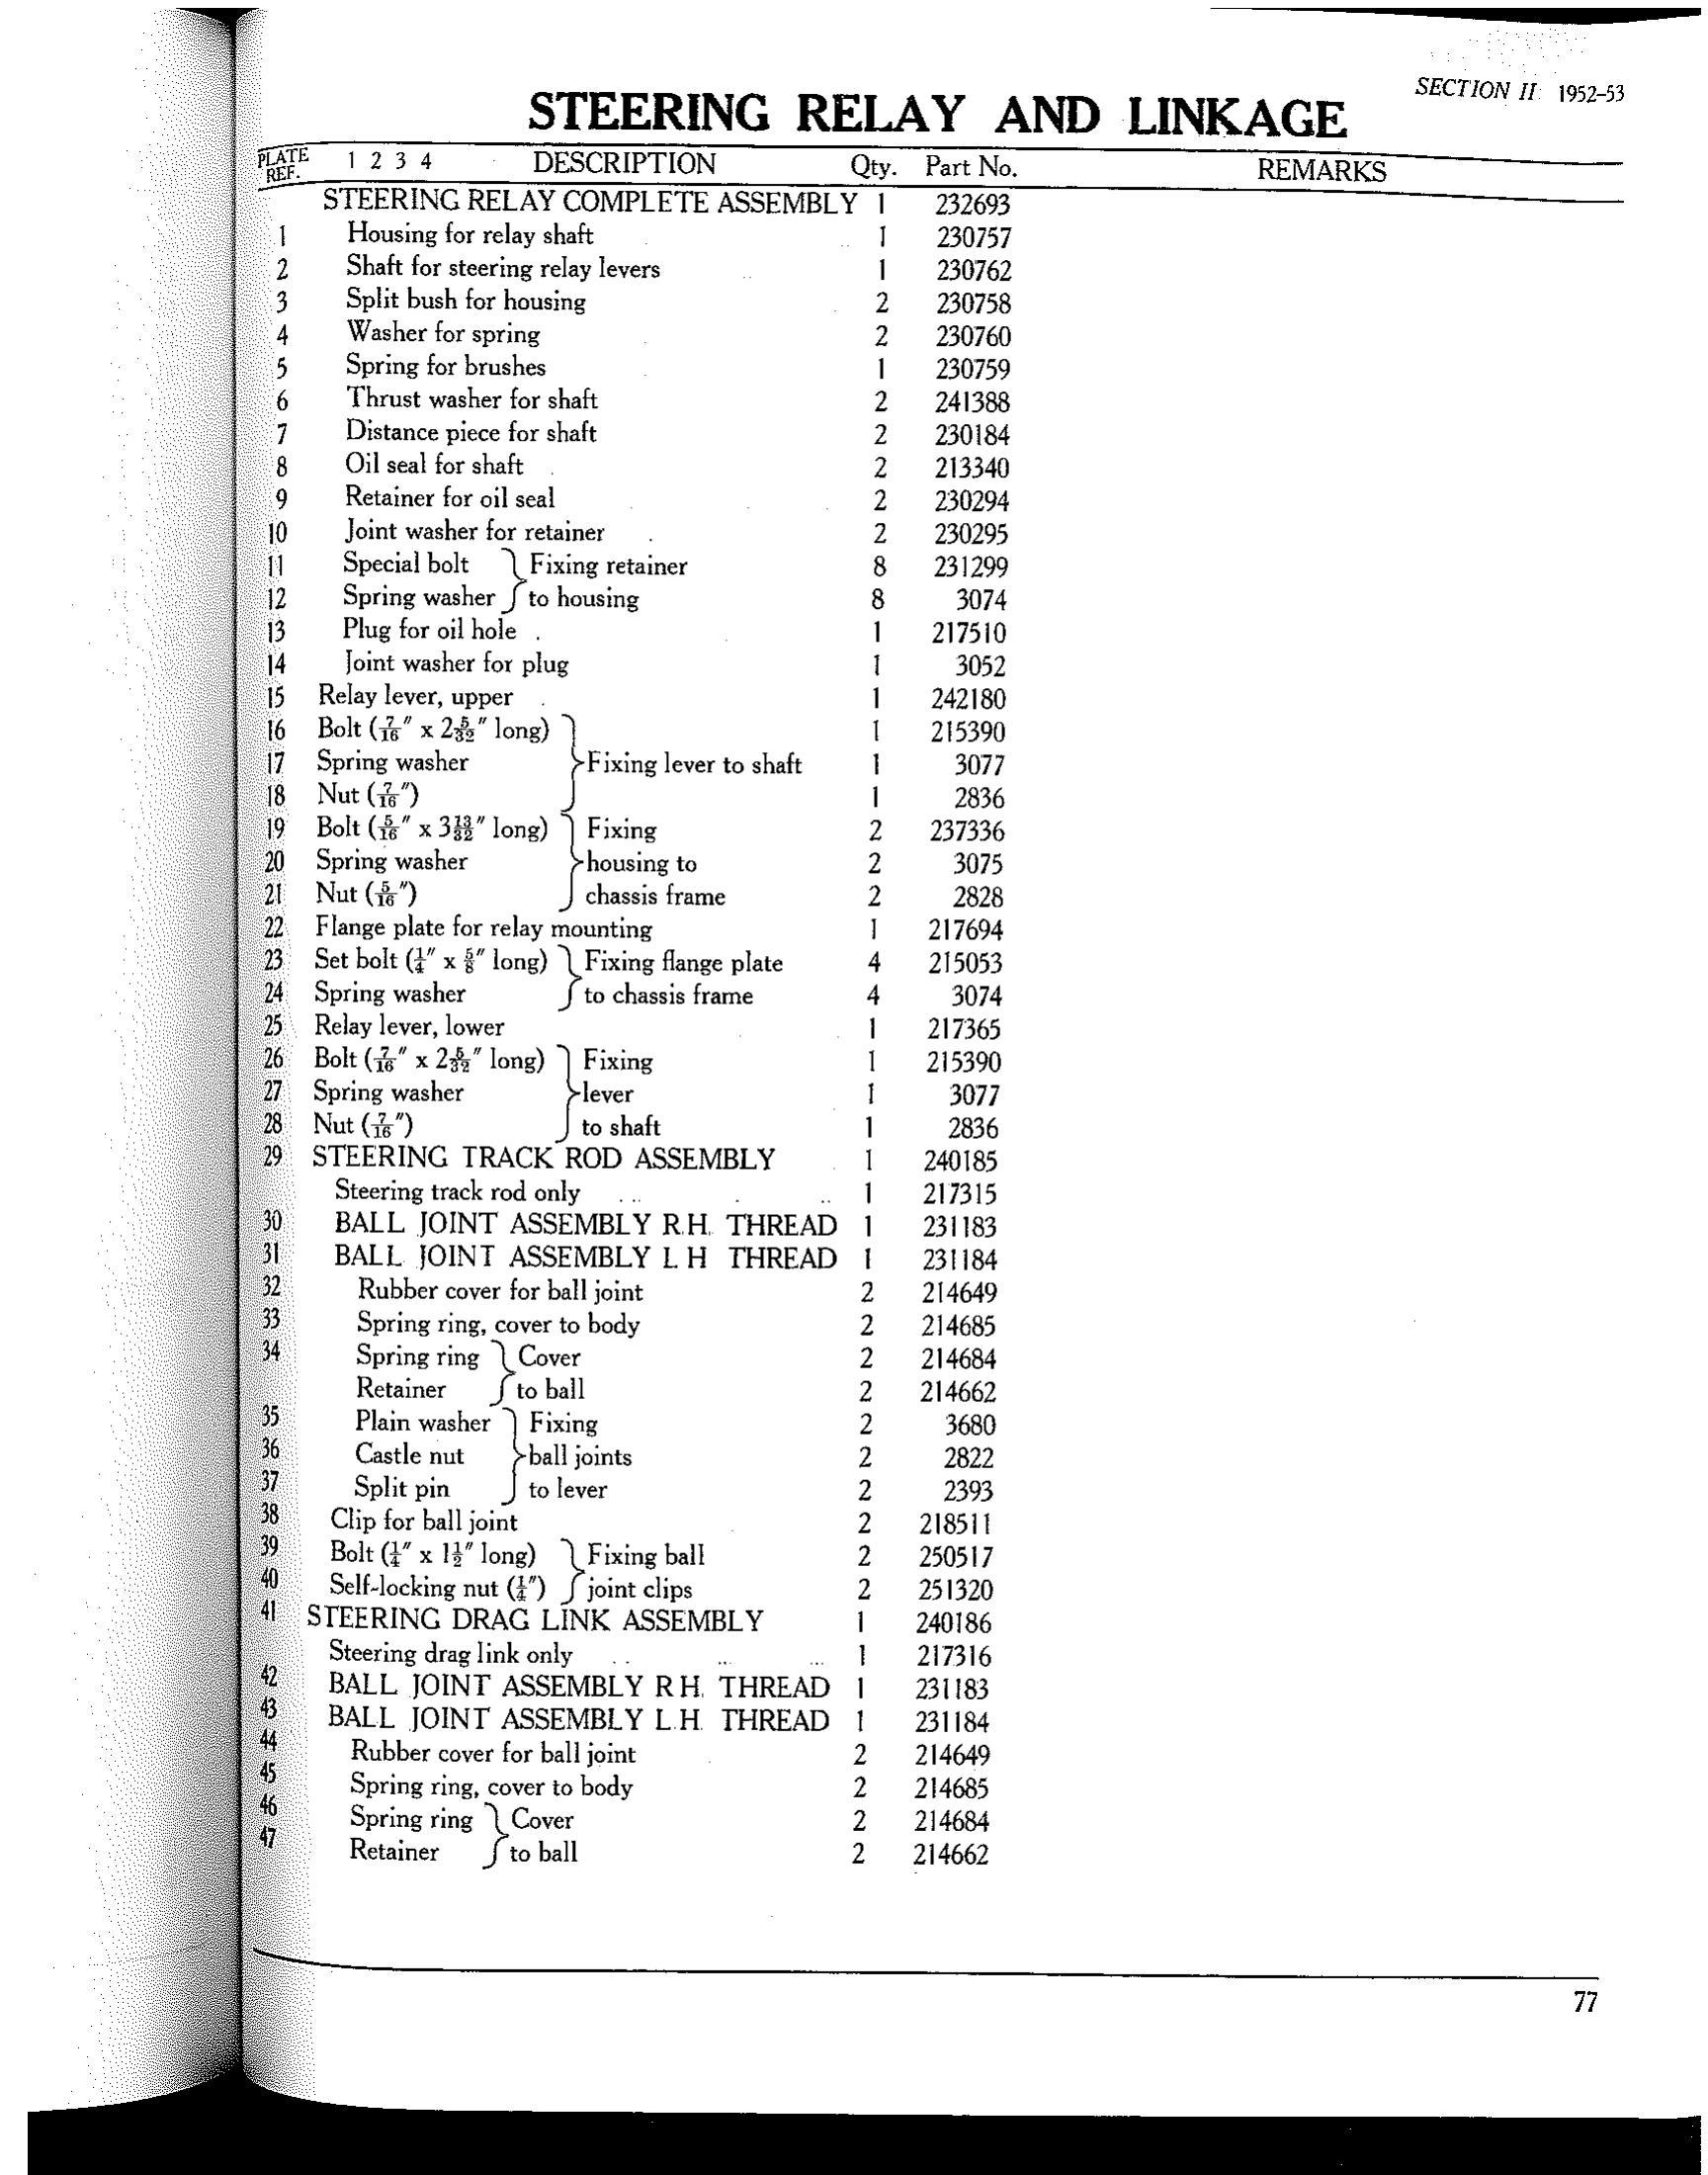 SECTION II 1952-53
STEERING RELAY AND LINKAGE
PLATE REF. 1 2 3 4 DESCRIPTION Qty. Part No. REMARKS
STEERING RELAY COMPLETE ASSEMBLY 1 232693
1 Housing for relay shaft 1 230757
2 Shaft for steering relay levers 1 230762
3 Split bush for housing 2 230758
4 Washer for spring 2 230760
5 Spring for brushes 1 230759
6 Thrust washer for shaft 2 241388
7 Distance piece for shaft 2 230184
8 Oil seal for shaft 2 213340
9 Retainer for oil seal 2 230294
10 Joint washer for retainer 2 230295
11 Special bolt } Fixing retainer 8 231299
12 Spring washer } to housing 8 3074
13 Plug for oil hole 1 217510
14 Joint washer for plug 1 3052
15 Relay lever, upper 1 242180
16 Bolt (7/16" x 2 5/32" long) 1 215390
17 Spring washer } Fixing lever to shaft 1 3077
18 Nut (7/16") 1 2836
19 Bolt (5/16" x 3 13/32" long) } Fixing 2 237336
20 Spring washer } housing to 2 3075
21 Nut (5/16") } chassis frame 2 2828
22 Flange plate for relay mounting 1 217694
23 Set bolt (1/4" x 5/8" long) } Fixing flange plate 4 215053
24 Spring washer } to chassis frame 4 3074
25 Relay lever, lower 1 217365
26 Bolt (7/16" x 2 5/32" long) } Fixing 1 215390
27 Spring washer } lever 1 3077
28 Nut (7/16") } to shaft 1 2836
29 STEERING TRACK ROD ASSEMBLY 1 240185
Steering track rod only 1 217315
30 BALL JOINT ASSEMBLY R.H. THREAD 1 231183
31 BALL JOINT ASSEMBLY L H THREAD 1 231184
32 Rubber cover for ball joint 2 214649
33 Spring ring, cover to body 2 214685
34 Spring ring } Cover 2 214684
Retainer } to ball 2 214662
35 Plain washer } Fixing 2 3680
36 Castle nut } ball joints 2 2822
37 Split pin } to lever 2 2393
38 Clip for ball joint 2 218511
39 Bolt (1/4" x 1 1/2" long) } Fixing ball 2 250517
40 Self-locking nut (1/4") } joint clips 2 251320
41 STEERING DRAG LINK ASSEMBLY 1 240186
Steering drag link only 1 217316
42 BALL JOINT ASSEMBLY R H. THREAD 1 231183
43 BALL JOINT ASSEMBLY L.H. THREAD 1 231184
44 Rubber cover for ball joint 2 214649
45 Spring ring, cover to body 2 214685
46 Spring ring } Cover 2 214684
47 Retainer } to ball 2 214662
77